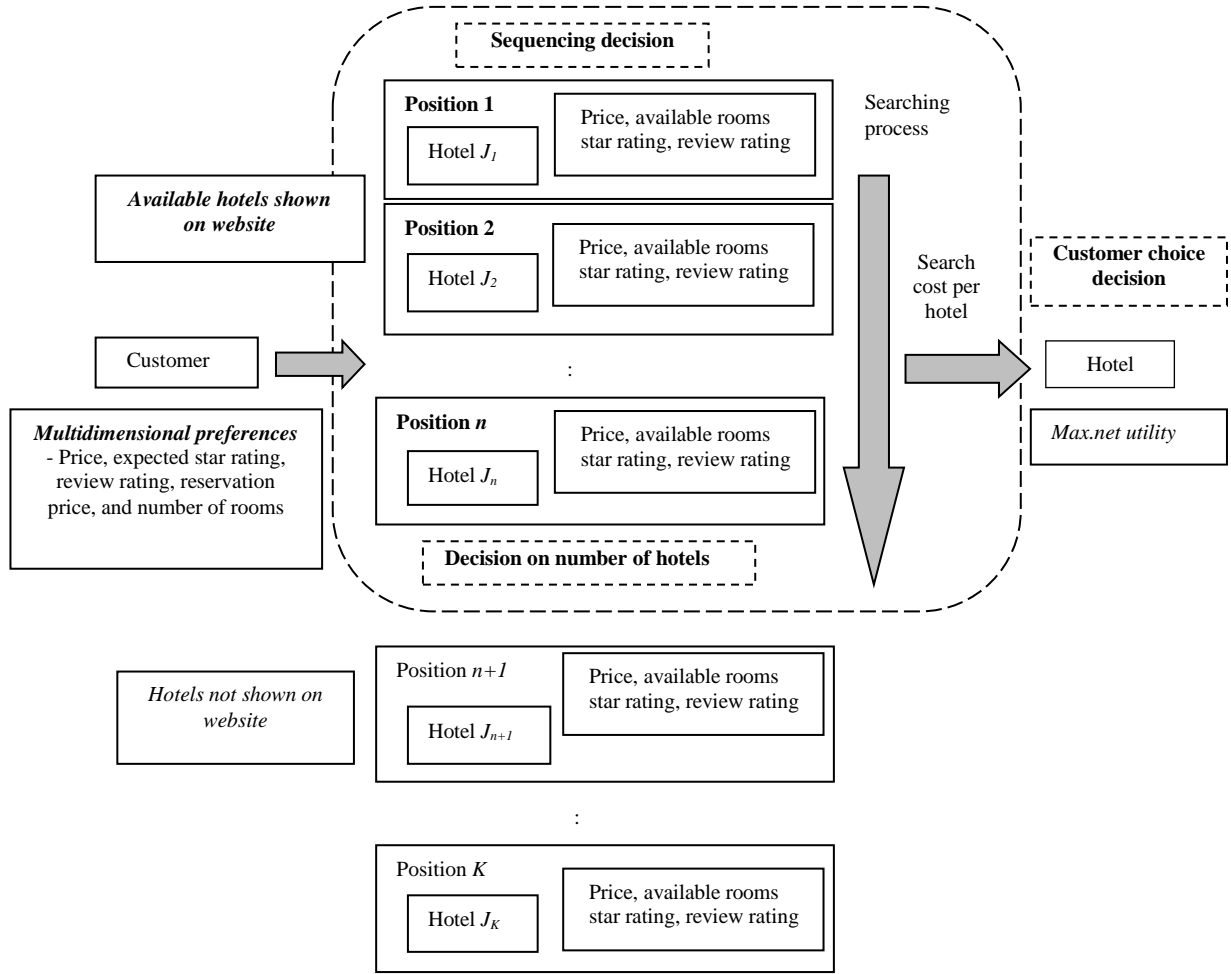 Sequencing decision
Position 1
Hotel J1
Price, available rooms
star rating, review rating
Searching
process
Available hotels shown
on website
Position 2
Hotel J2
Price, available rooms
star rating, review rating
Search
cost per
hotel
Customer choice
decision
Customer
:
Hotel
Multidimensional preferences
- Price, expected star rating,
review rating, reservation
price, and number of rooms
Position n
Hotel Jn
Price, available rooms
star rating, review rating
Max.net utility
Decision on number of hotels
Hotels not shown on
website
Position n+1
Hotel Jn+1
Price, available rooms
star rating, review rating
:
Position K
Hotel JK
Price, available rooms
star rating, review rating